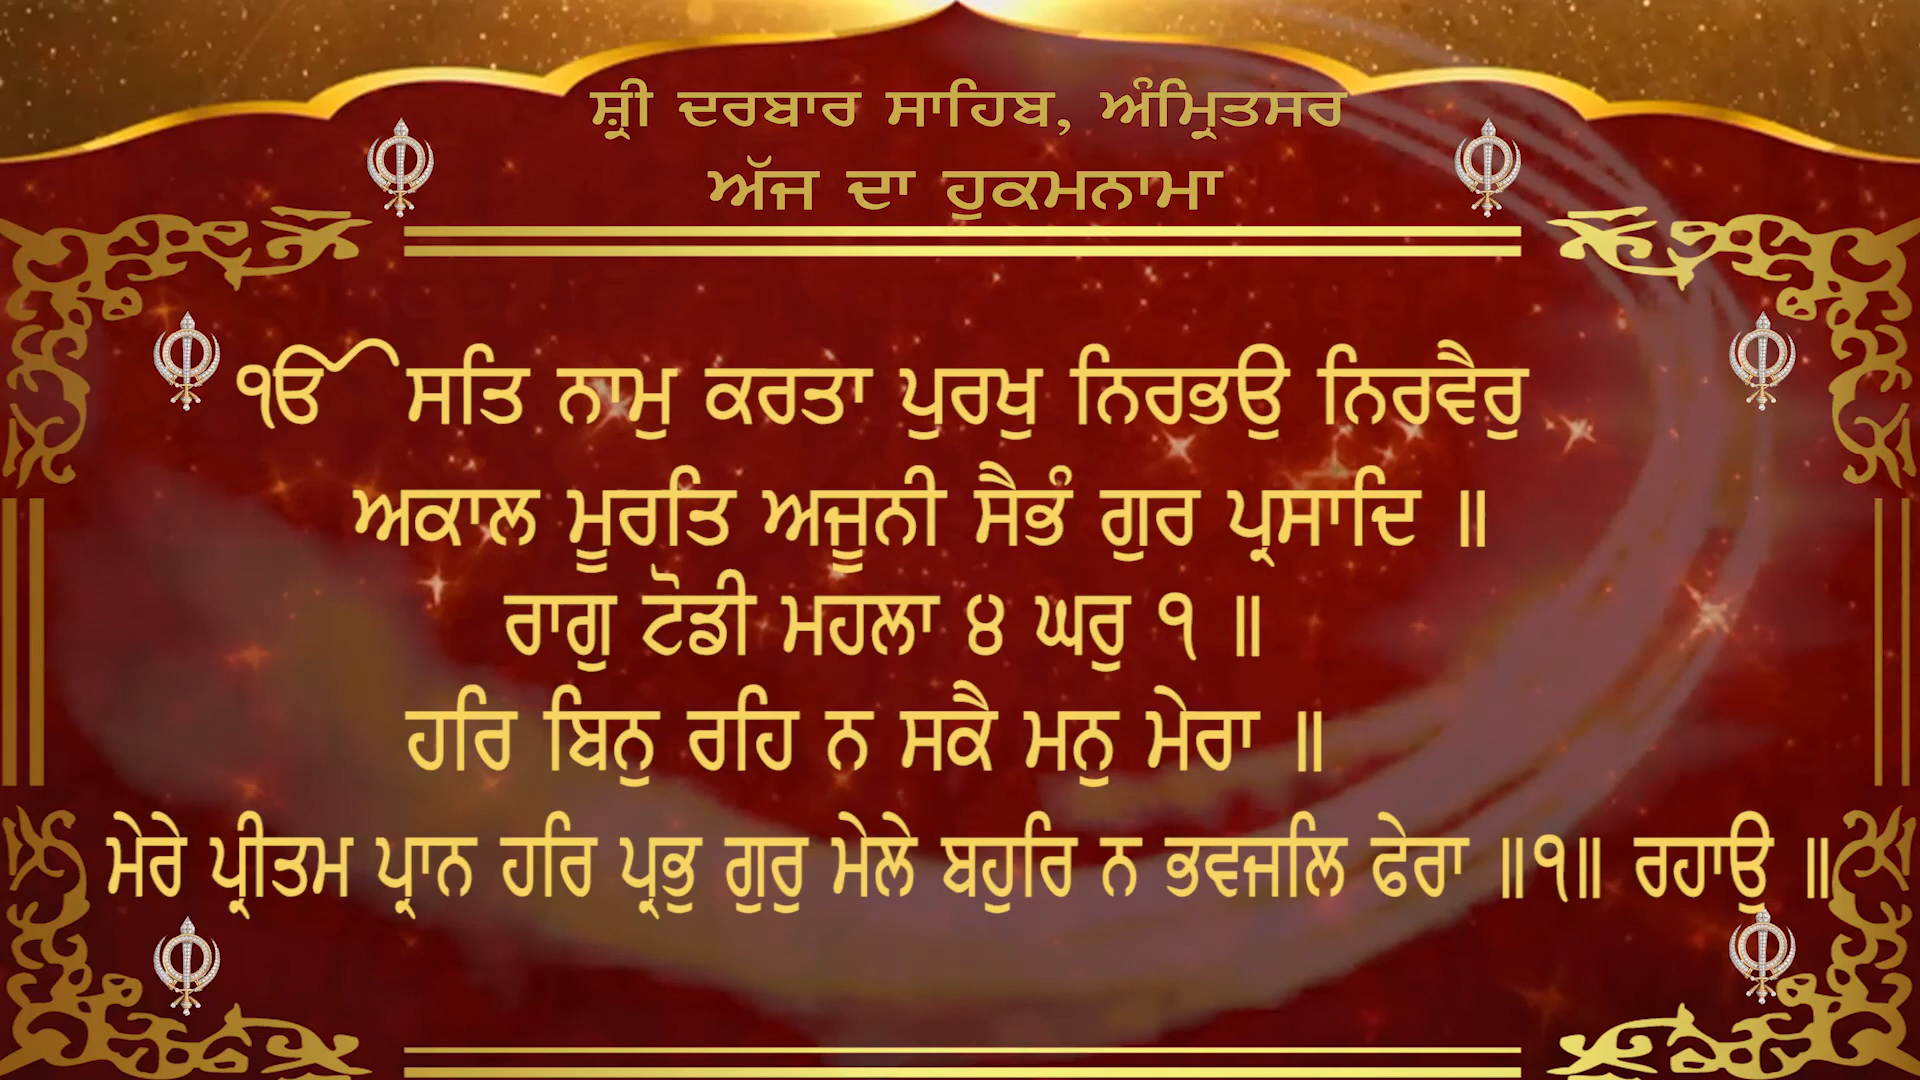 ਸ਼੍ਰੀ ਦਰਬਾਰ ਸਾਹਿਬ, ਅੰਮ੍ਰਿਤਸਰ
ਅੱਜ ਦਾ ਹੁਕਮਨਾਮਾ
ੴ ਸਤਿ ਨਾਮੁ ਕਰਤਾ ਪੁਰਖੁ ਨਿਰਭਉ ਨਿਰਵੈਰੁ
ਅਕਾਲ ਮੂਰਤਿ ਅਜੂਨੀ ਸੈਭੰ ਗੁਰ ਪ੍ਰਸਾਦਿ ॥
ਰਾਗੁ ਟੋਡੀ ਮਹਲਾ ੪ ਘਰੁ ੧ ॥
ਹਰਿ ਬਿਨੁ ਰਹਿ ਨ ਸਕੈ ਮਨੁ ਮੇਰਾ ॥
ਮੇਰੇ ਪ੍ਰੀਤਮ ਪ੍ਰਾਨ ਹਰਿ ਪ੍ਰਭੁ ਗੁਰੁ ਮੇਲੇ ਬਹੁਰਿ ਨ ਭਵਜਲਿ ਫੇਰਾ ॥੧॥ ਰਹਾਉ ॥